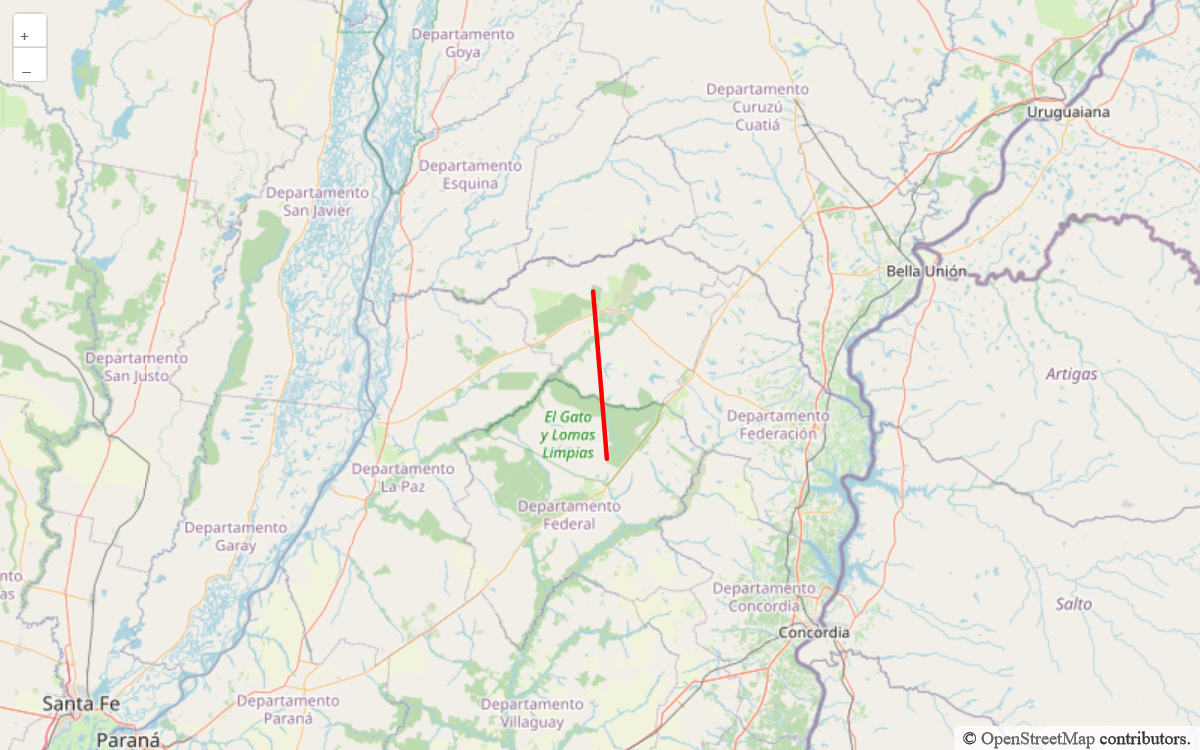 +
–
Departamento
Goya
Departamento
Curuzú
Cuatiá
Uruguaiana
Departamento
Esquina
Departamento
San Javier
Bella Unión
Departamento
San Justo
Artigas
El Gato
y Lomas
Limpias
Departamento
Federación
Departamento
La Paz
Departamento
Federal
Departamento
Garay
nto
as
Departamento
Concordia
Salto
Concordia
Santa Fe
Departamento
Paraná
Departamento
Villaguay
Paraná
© OpenStreetMap contributors.